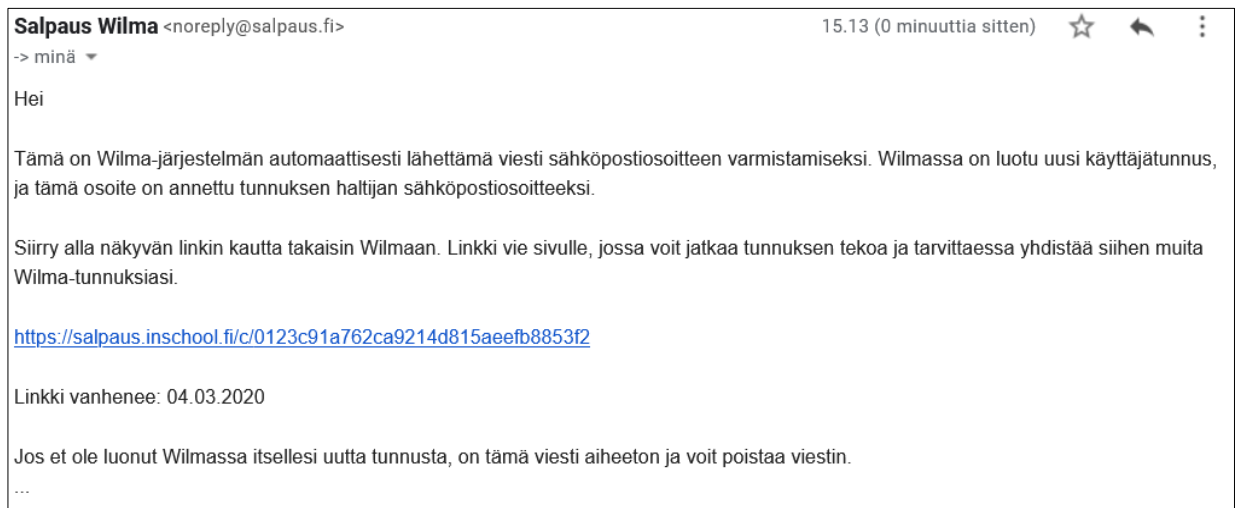 Salpaus Wilma <noreply@salpaus.fi> 15.13 (0 minuuttia sitten)
-> minä
Hei
Tämä on Wilma-järjestelmän automaattisesti lähettämä viesti sähköpostiosoitteen varmistamiseksi. Wilmassa on luotu uusi käyttäjätunnus,
ja tämä osoite on annettu tunnuksen haltijan sähköpostiosoitteeksi.
Siirry alla näkyvän linkin kautta takaisin Wilmaan. Linkki vie sivulle, jossa voit jatkaa tunnuksen tekoa ja tarvittaessa yhdistää siihen muita
Wilma-tunnuksiasi.
https://salpaus.inschool.fi/c/0123c91a762ca9214d815aeefb8853f2
Linkki vanhenee: 04.03.2020
Jos et ole luonut Wilmassa itsellesi uutta tunnusta, on tämä viesti aiheeton ja voit poistaa viestin.
...